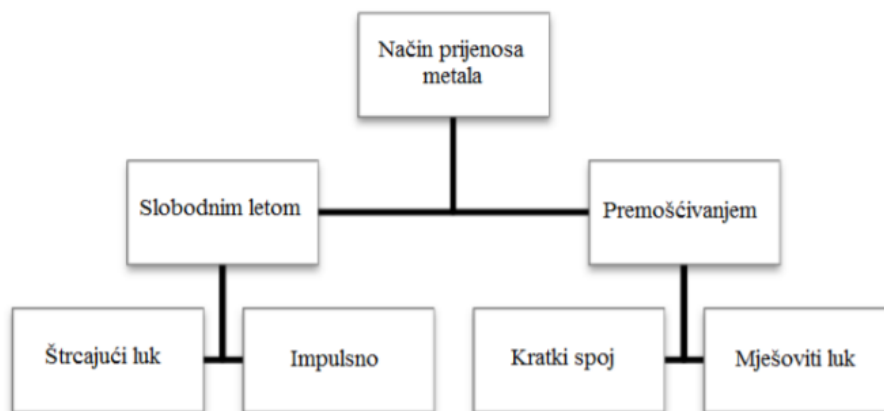 Način prijenosa
metala
Slobodnim letom
Premošćivanjem
Štrcajući luk
Impulsno
Kratki spoj
Mješoviti luk